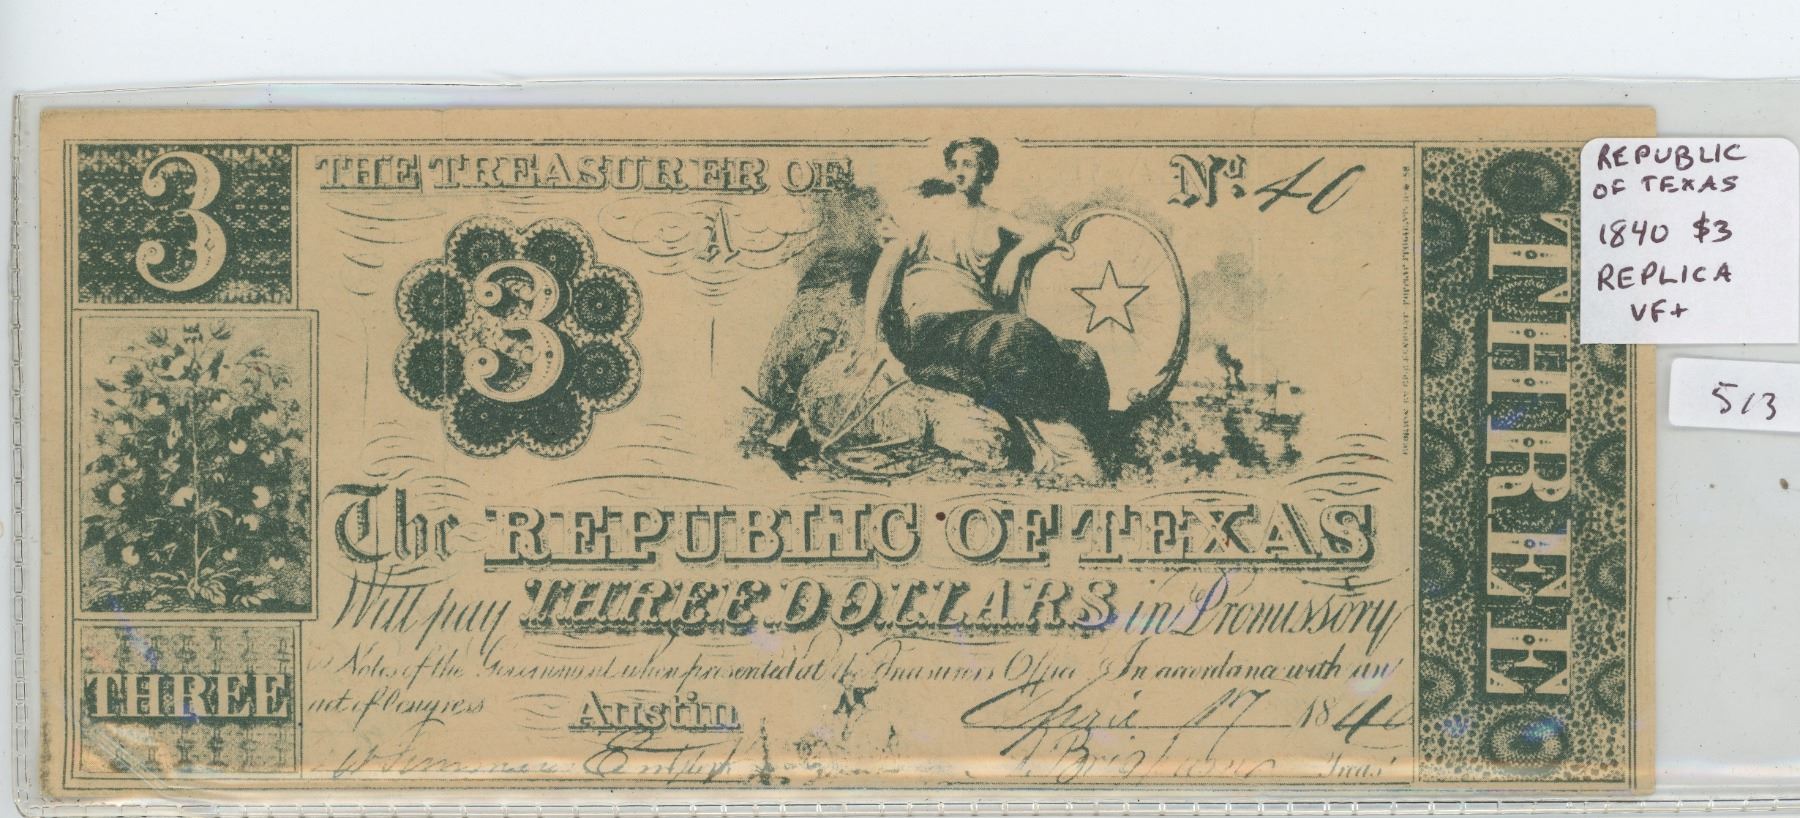 3
THE TREASURER OF
A
Nº. 40
3
The REPUBLIC OF TEXAS
Will pay THREE DOLLARS in Promissory
Notes of the Government when presented at the Treasurers Office In accordance with an
act of Congress
Austin
April 17 1840
THREE
Treas.
THREE
REPUBLIC
OF TEXAS
1840 $3
REPLICA
VF+
513